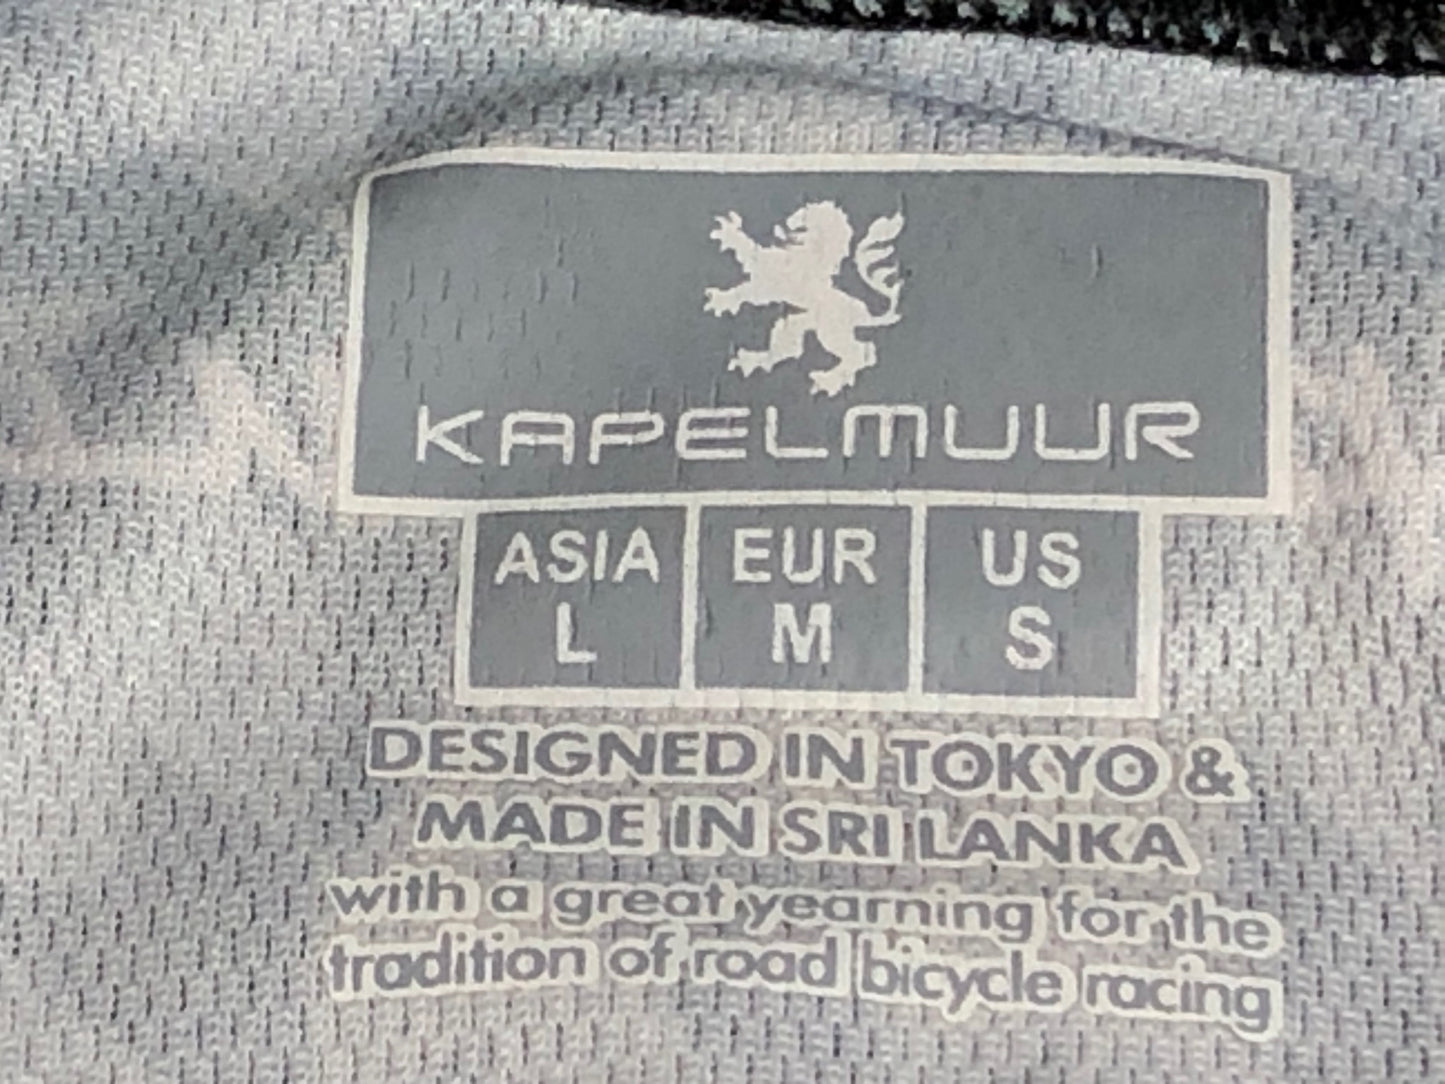 KAPELMUUR
ASIA EUR US
L M S
DESIGNED IN TOKYO &
MADE IN SRI LANKA
with a great yearning for the
tradition of road bicycle racing